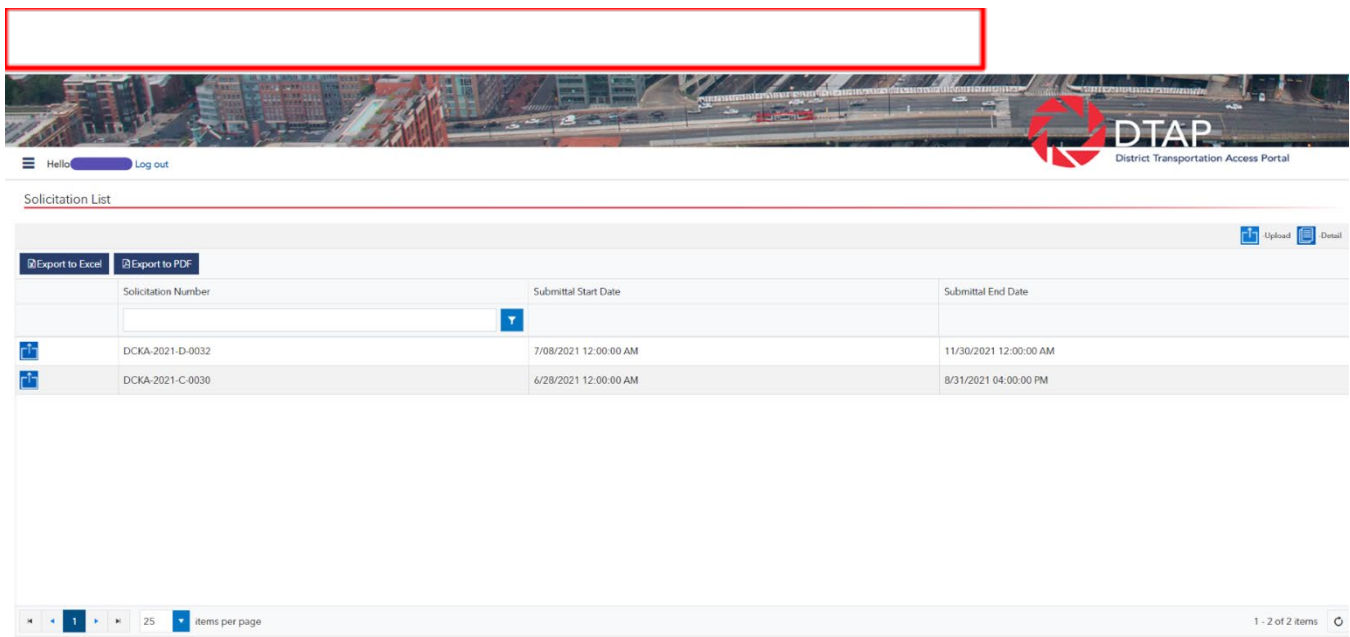 DTAP
District Transportation Access Portal
Hello Log out
Solicitation List
-Upload -Detail
Export to Excel Export to PDF
Solicitation Number Submittal Start Date Submittal End Date
DCKA-2021-D-0032 7/08/2021 12:00:00 AM 11/30/2021 12:00:00 AM
DCKA-2021-C-0030 6/28/2021 12:00:00 AM 8/31/2021 04:00:00 PM
1 25 items per page 1 - 2 of 2 items